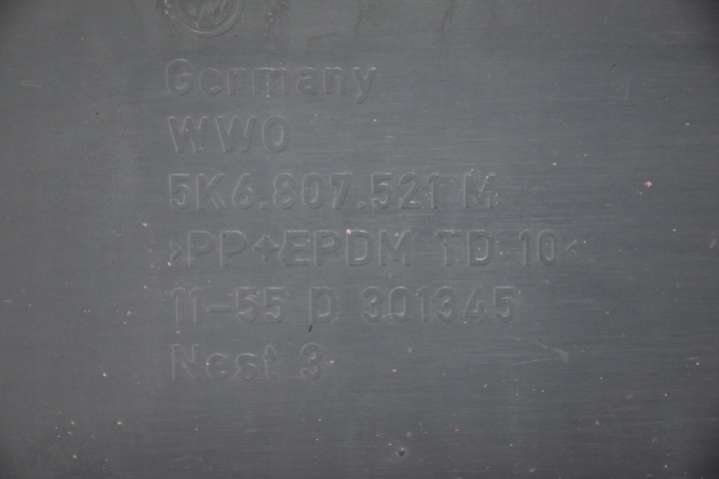 Germany
WWO
5K6.807.521 M
>PP+EPDM TD 10<
11-55 D 301345
Nest 3